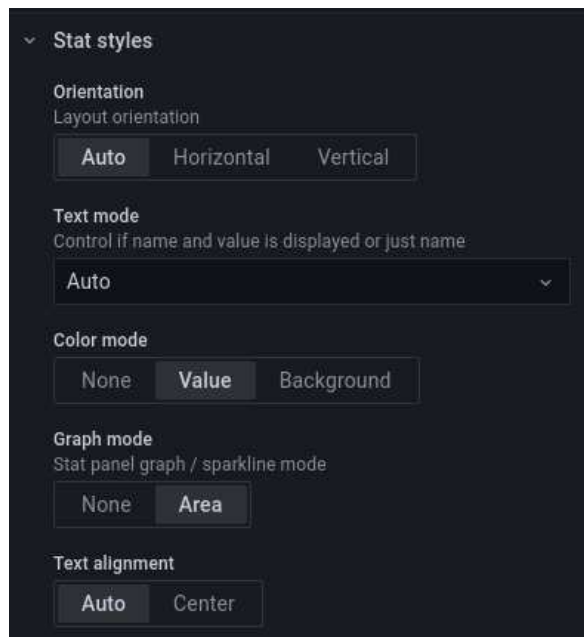 Stat styles
Orientation
Layout orientation
Auto Horizontal Vertical
Text mode
Control if name and value is displayed or just name
Auto
Color mode
None Value Background
Graph mode
Stat panel graph / sparkline mode
None Area
Text alignment
Auto Center